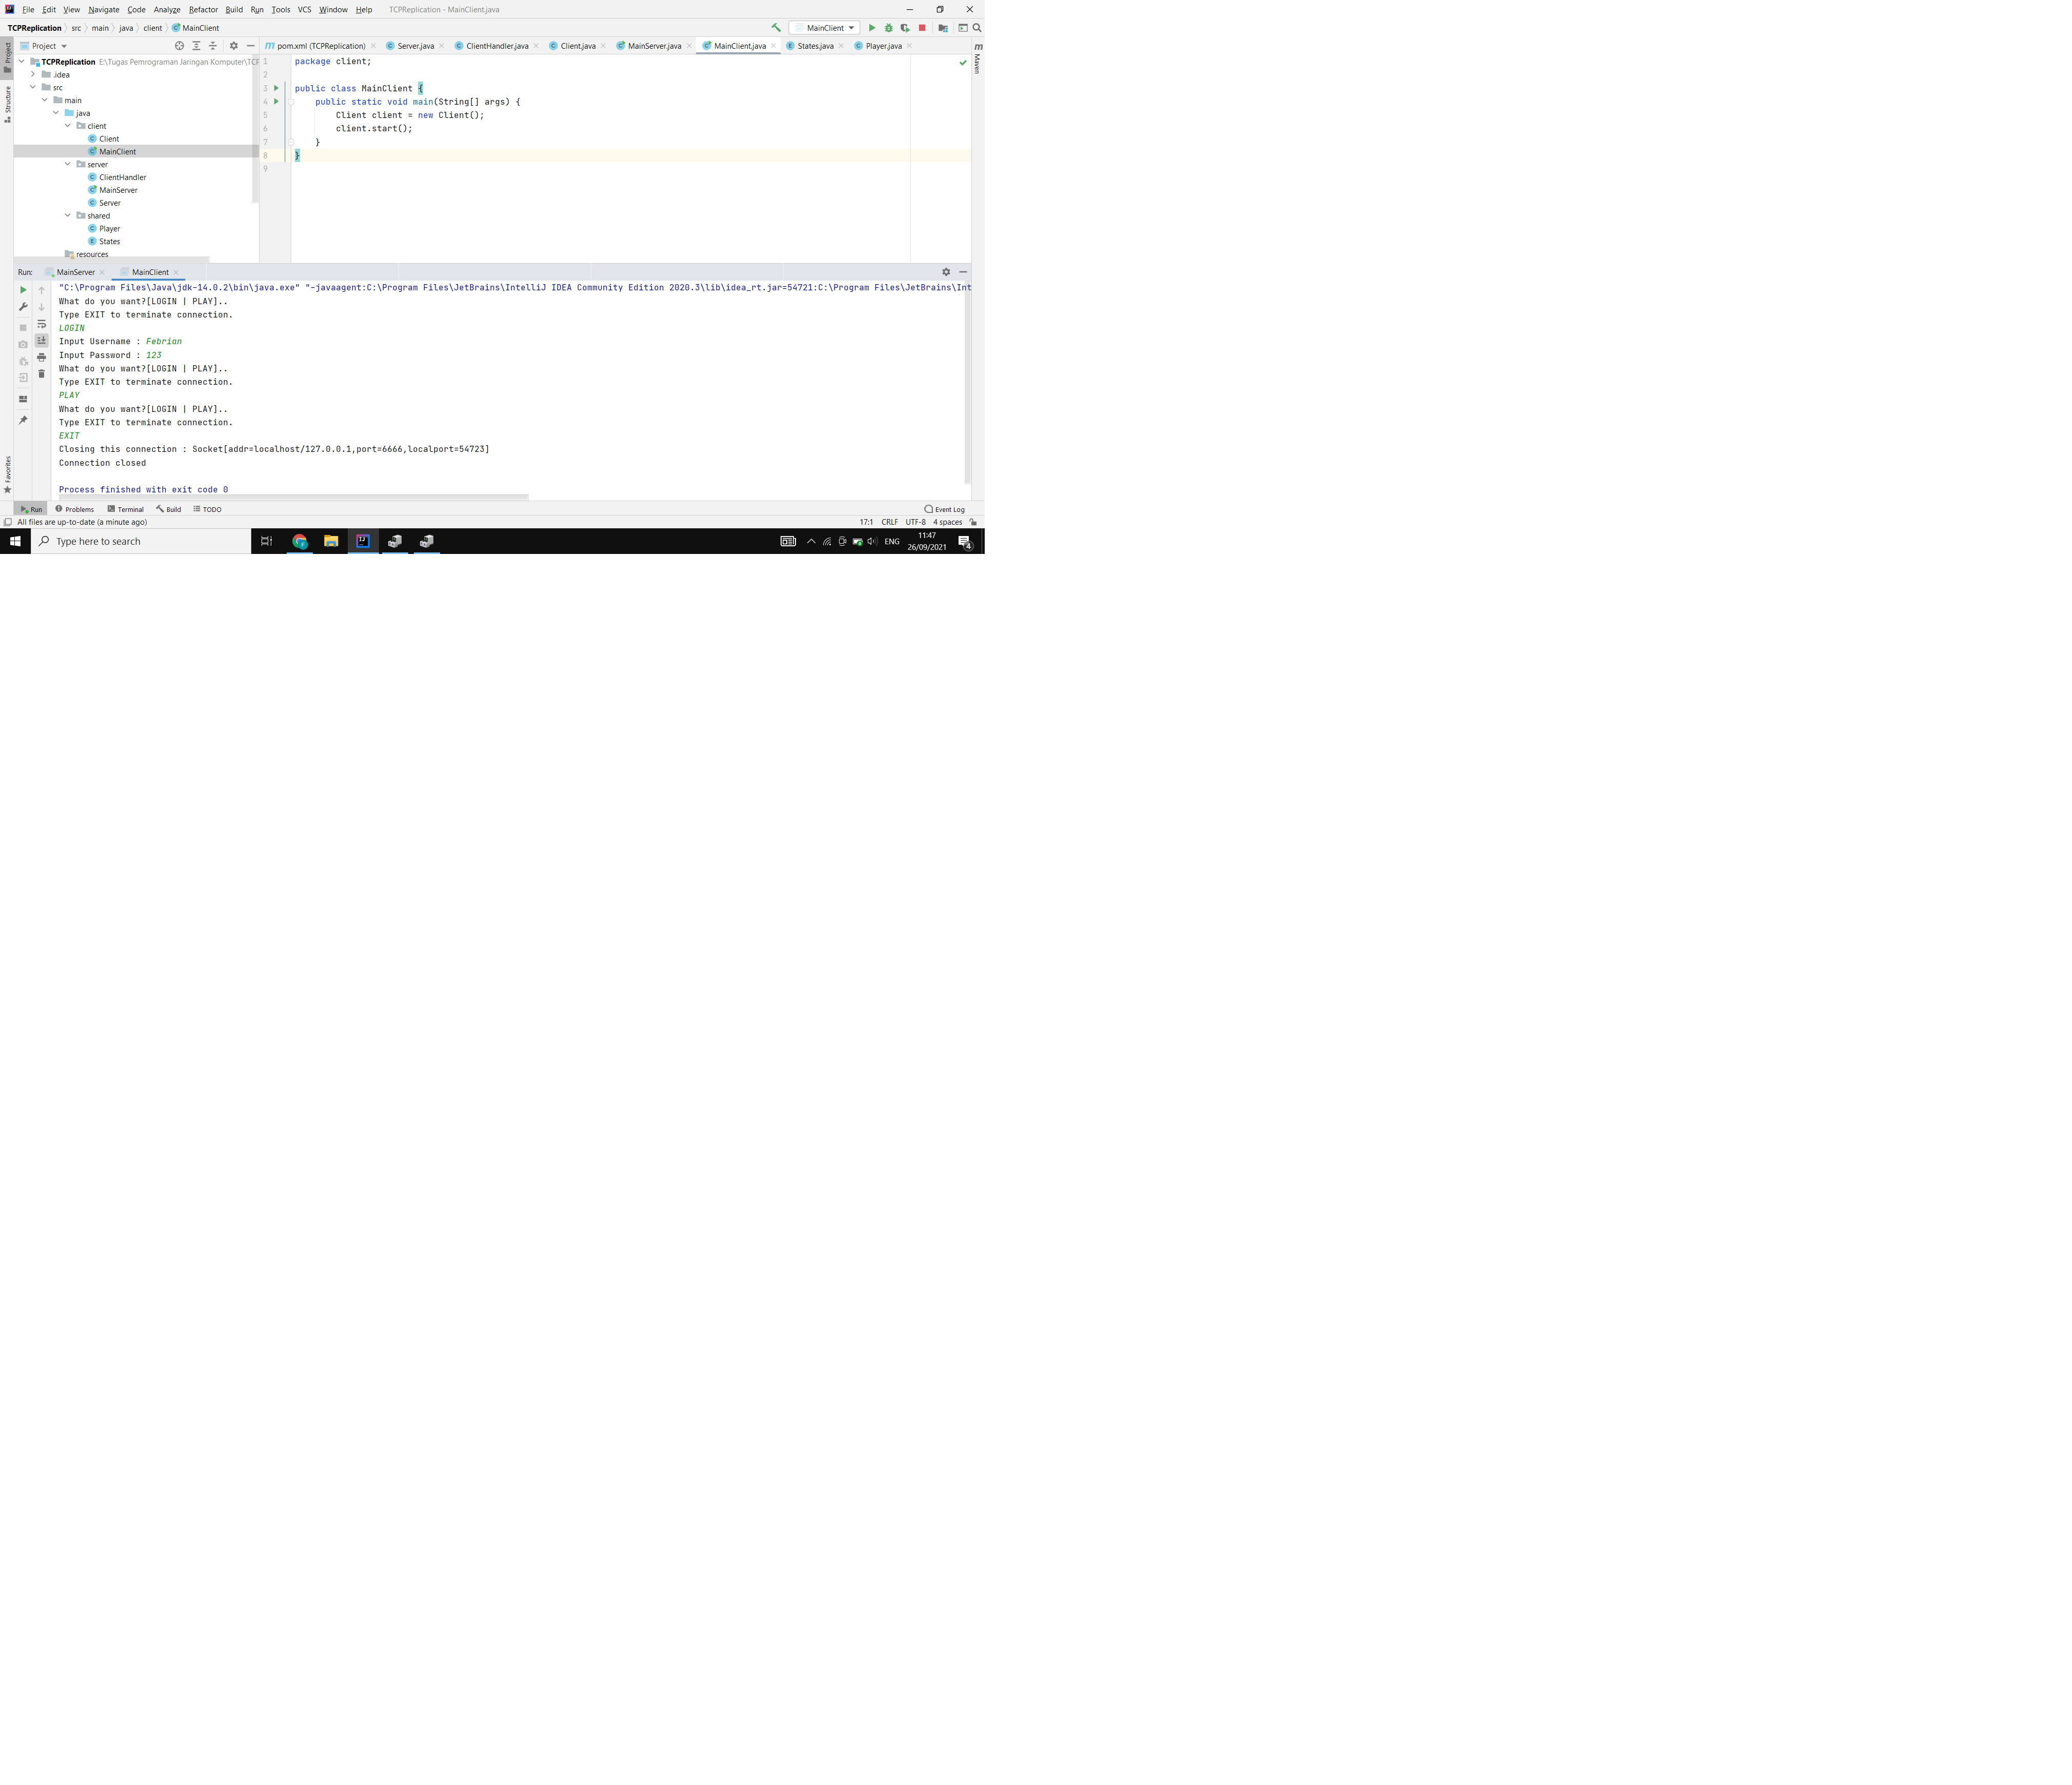 File Edit View Navigate Code Analyze Refactor Build Run Tools VCS Window Help TCPReplication - MainClient.java
TCPReplication src main java client MainClient MainClient
Project pom.xml (TCPReplication) Server.java ClientHandler.java Client.java MainServer.java MainClient.java States.java Player.java
Project
Structure
Favorites
Maven
TCPReplication E:\Tugas Pemrograman Jaringan Komputer\TCP
.idea
src
main
java
client
Client
MainClient
server
ClientHandler
MainServer
Server
shared
Player
States
resources
1 package client;
2
3 public class MainClient {
4 public static void main(String[] args) {
5 Client client = new Client();
6 client.start();
7 }
8 }
9
Run: MainServer MainClient
"C:\Program Files\Java\jdk-14.0.2\bin\java.exe" "-javaagent:C:\Program Files\JetBrains\IntelliJ IDEA Community Edition 2020.3\lib\idea_rt.jar=54721:C:\Program Files\JetBrains\Int
What do you want?[LOGIN | PLAY]..
Type EXIT to terminate connection.
LOGIN
Input Username : Febrian
Input Password : 123
What do you want?[LOGIN | PLAY]..
Type EXIT to terminate connection.
PLAY
What do you want?[LOGIN | PLAY]..
Type EXIT to terminate connection.
EXIT
Closing this connection : Socket[addr=localhost/127.0.0.1,port=6666,localport=54723]
Connection closed
Process finished with exit code 0
Run Problems Terminal Build TODO Event Log
All files are up-to-date (a minute ago) 17:1 CRLF UTF-8 4 spaces
Type here to search ENG 11:47
26/09/2021 4